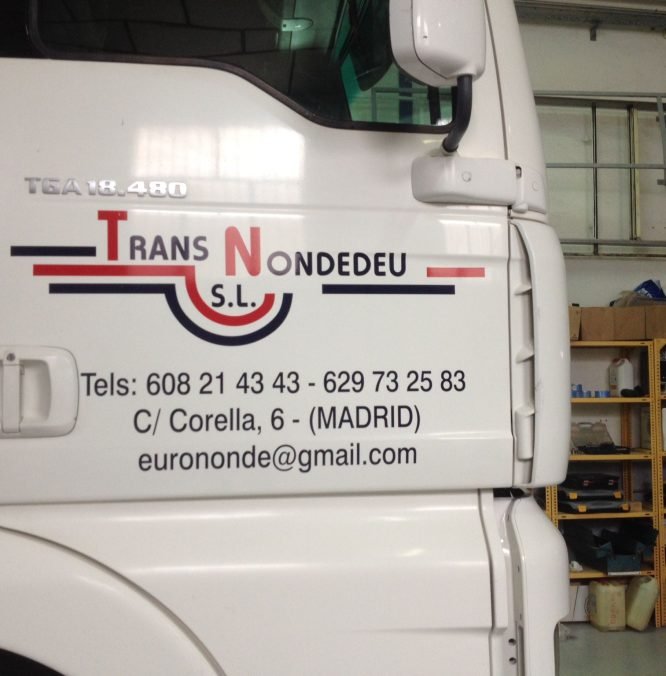 TGA 18.480
TRANS NONDEDEU
S.L.
Tels: 608 21 43 43 - 629 73 25 83
C/ Corella, 6 - (MADRID)
eurononde@gmail.com